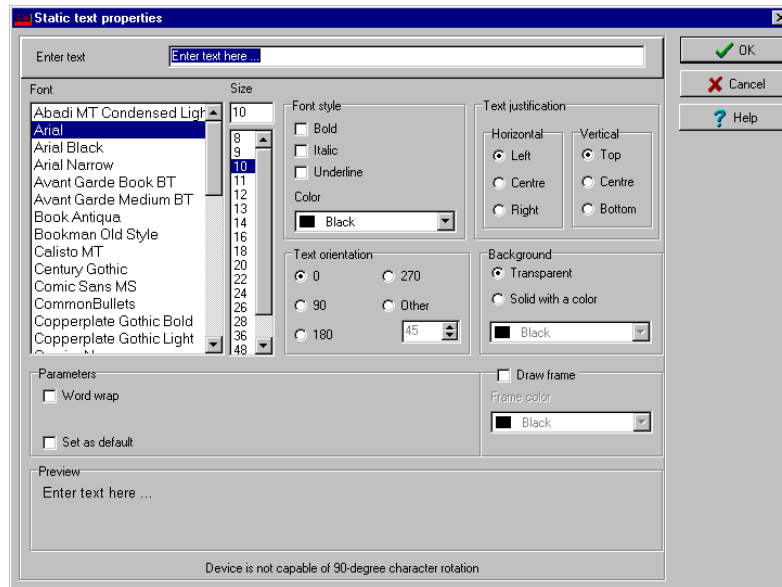 Static text properties
Enter text
Enter text here ...
OK
Cancel
Help
Font
Abadi MT Condensed Ligh
Arial
Arial Black
Arial Narrow
Avant Garde Book BT
Avant Garde Medium BT
Book Antiqua
Bookman Old Style
Calisto MT
Century Gothic
Comic Sans MS
CommonBullets
Copperplate Gothic Bold
Copperplate Gothic Light
Size
10
8
9
10
11
12
13
14
16
18
20
22
24
26
28
36
48
Font style
Bold
Italic
Underline
Color
Black
Text justification
Horizontal
Left
Centre
Right
Vertical
Top
Centre
Bottom
Text orientation
0
270
90
Other
180
45
Background
Transparent
Solid with a color
Black
Parameters
Word wrap
Set as default
Draw frame
Frame color
Black
Preview
Enter text here ...
Device is not capable of 90-degree character rotation